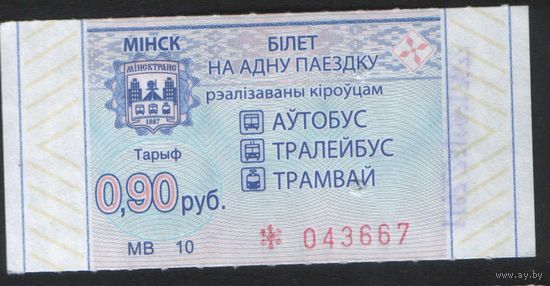 МІНСК
МІНСКТРАНС
1887
БІЛЕТ
НА АДНУ ПАЕЗДКУ
рэалізаваны кіроўцам
АЎТОБУС
ТРАЛЕЙБУС
ТРАМВАЙ
Тарыф
0,90 руб.
МВ 10
043667
www.ay.by